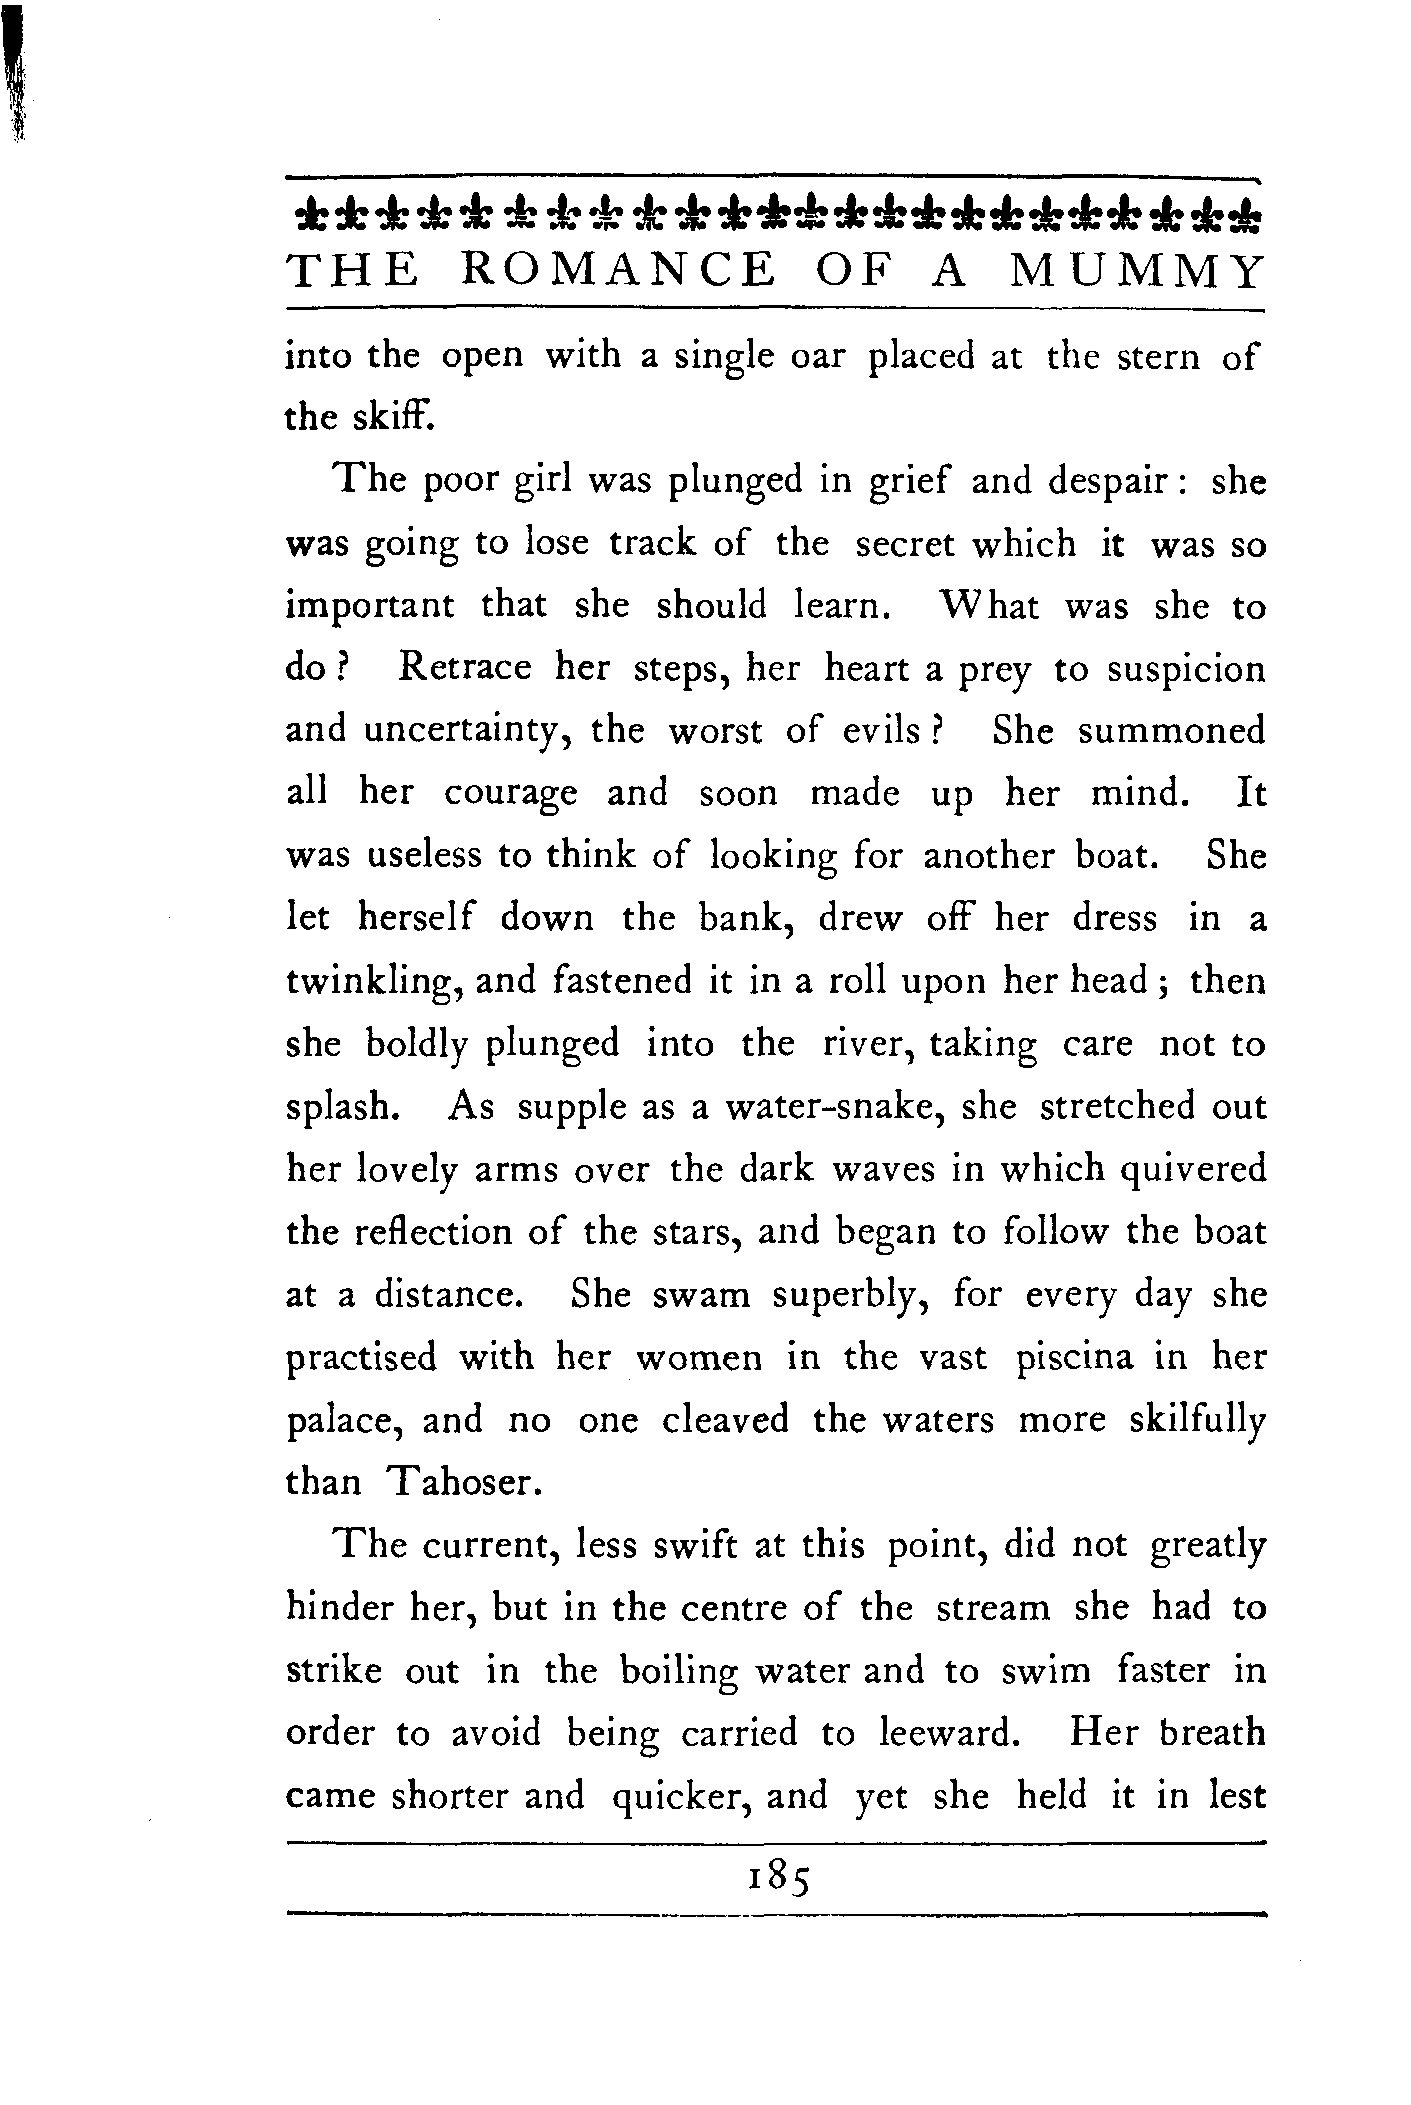 THE ROMANCE OF A MUMMY
into the open with a single oar placed at the stern of
the skiff.
The poor girl was plunged in grief and despair : she
was going to lose track of the secret which it was so
important that she should learn. What was she to
do ? Retrace her steps, her heart a prey to suspicion
and uncertainty, the worst of evils ? She summoned
all her courage and soon made up her mind. It
was useless to think of looking for another boat. She
let herself down the bank, drew off her dress in a
twinkling, and fastened it in a roll upon her head ; then
she boldly plunged into the river, taking care not to
splash. As supple as a water-snake, she stretched out
her lovely arms over the dark waves in which quivered
the reflection of the stars, and began to follow the boat
at a distance. She swam superbly, for every day she
practised with her women in the vast piscina in her
palace, and no one cleaved the waters more skilfully
than Tahoser.
The current, less swift at this point, did not greatly
hinder her, but in the centre of the stream she had to
strike out in the boiling water and to swim faster in
order to avoid being carried to leeward. Her breath
came shorter and quicker, and yet she held it in lest
185